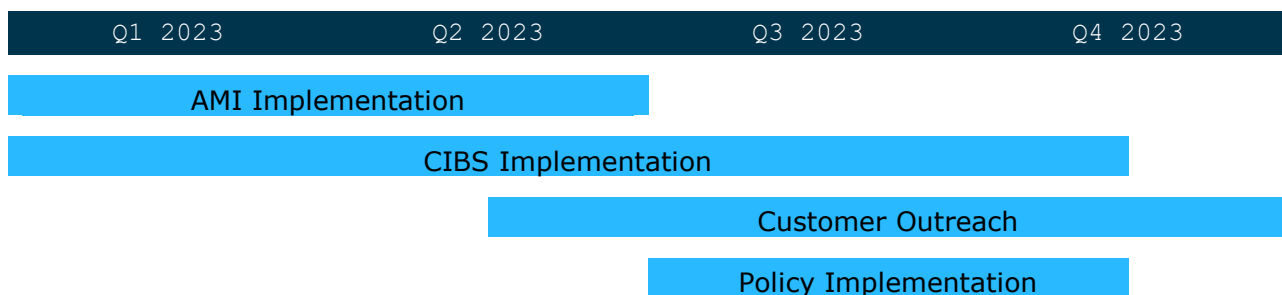 Q1 2023 Q2 2023 Q3 2023 Q4 2023
AMI Implementation
CIBS Implementation
Customer Outreach
Policy Implementation